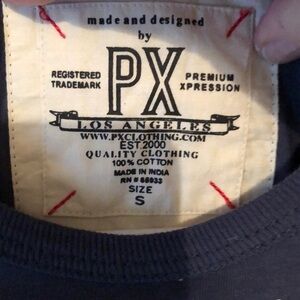 made and designed
by
REGISTERED
TRADEMARK
PX
PREMIUM
XPRESSION
LOS ANGELES
WWW.PXCLOTHING.COM
EST.2000
QUALITY CLOTHING
100% COTTON
MADE IN INDIA
RN # 85933
SIZE
S